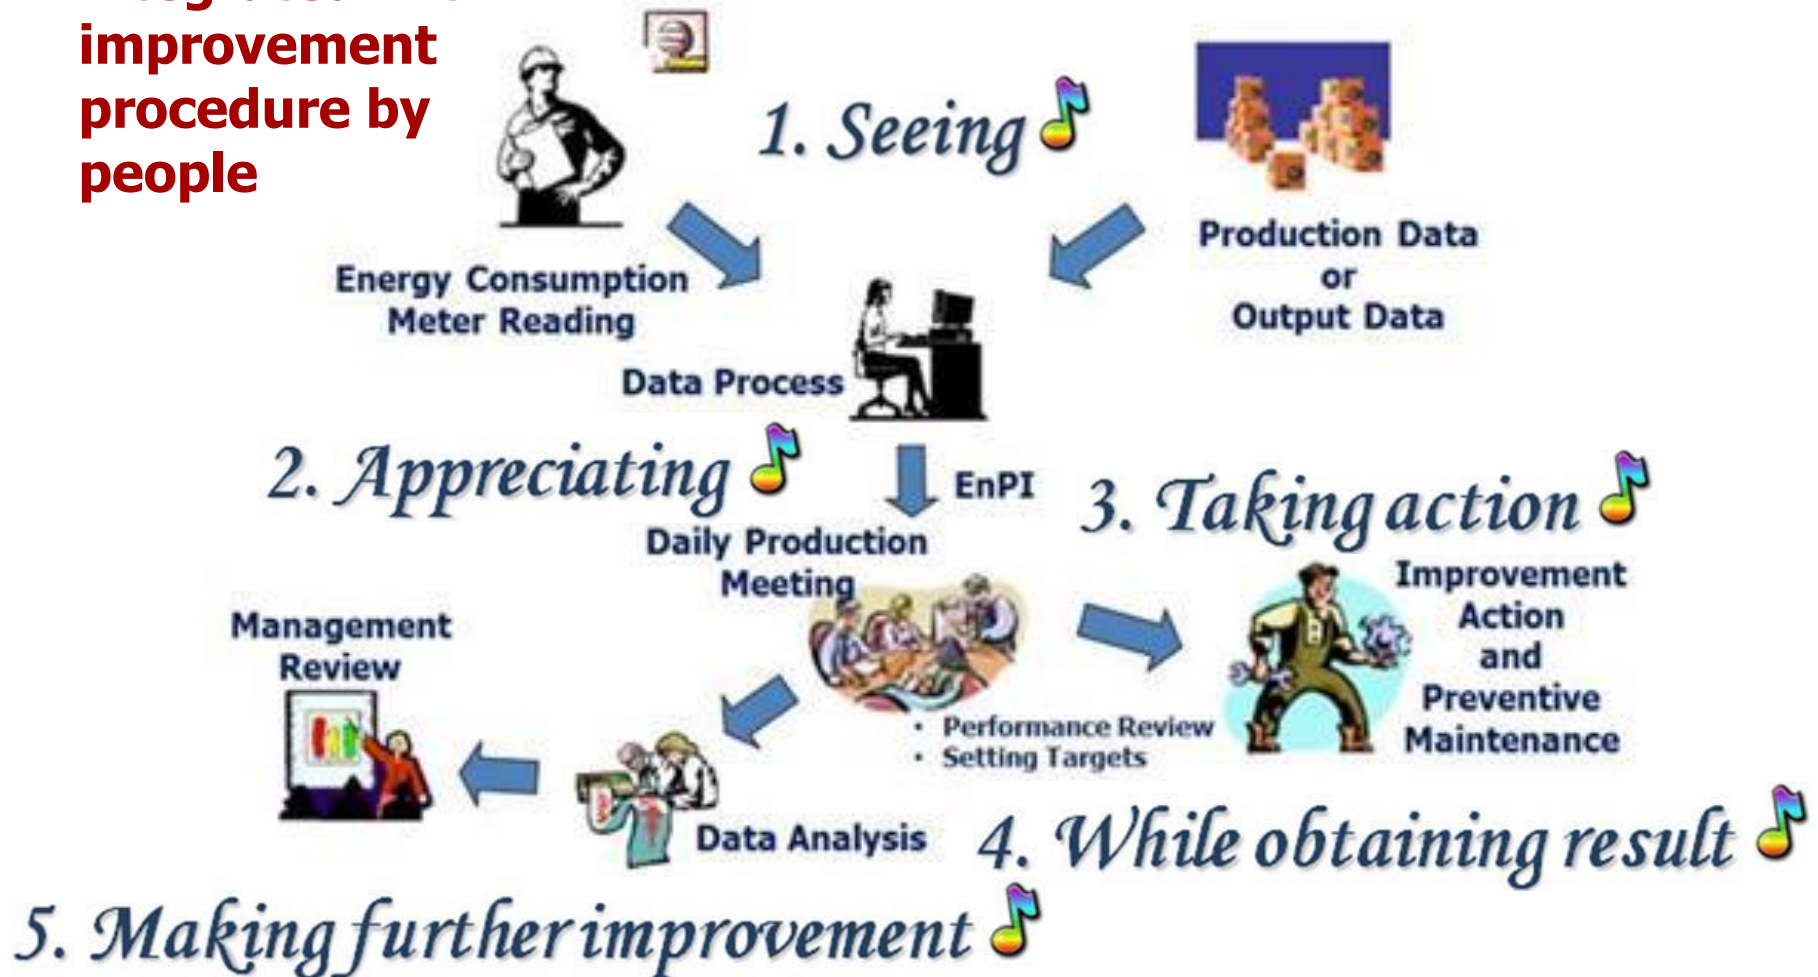 improvement
procedure by
people
1. Seeing
Energy Consumption
Meter Reading
Production Data
or
Output Data
Data Process
2. Appreciating
EnPI
3. Taking action
Daily Production
Meeting
Improvement
Action
and
Preventive
Maintenance
Management
Review
• Performance Review
• Setting Targets
Data Analysis
4. While obtaining result
5. Making further improvement